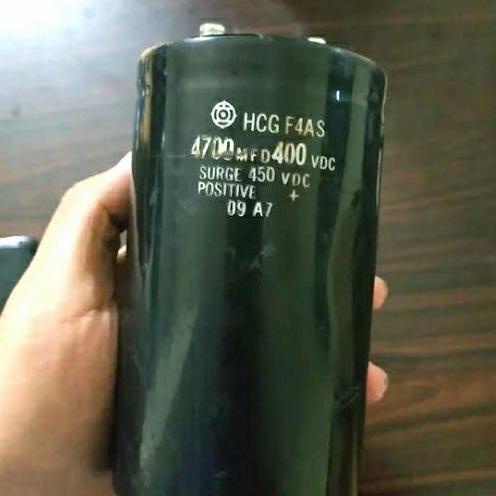 HCG F4AS
4700MFD400 VDC
SURGE 450 VDC
POSITIVE +
09 A7